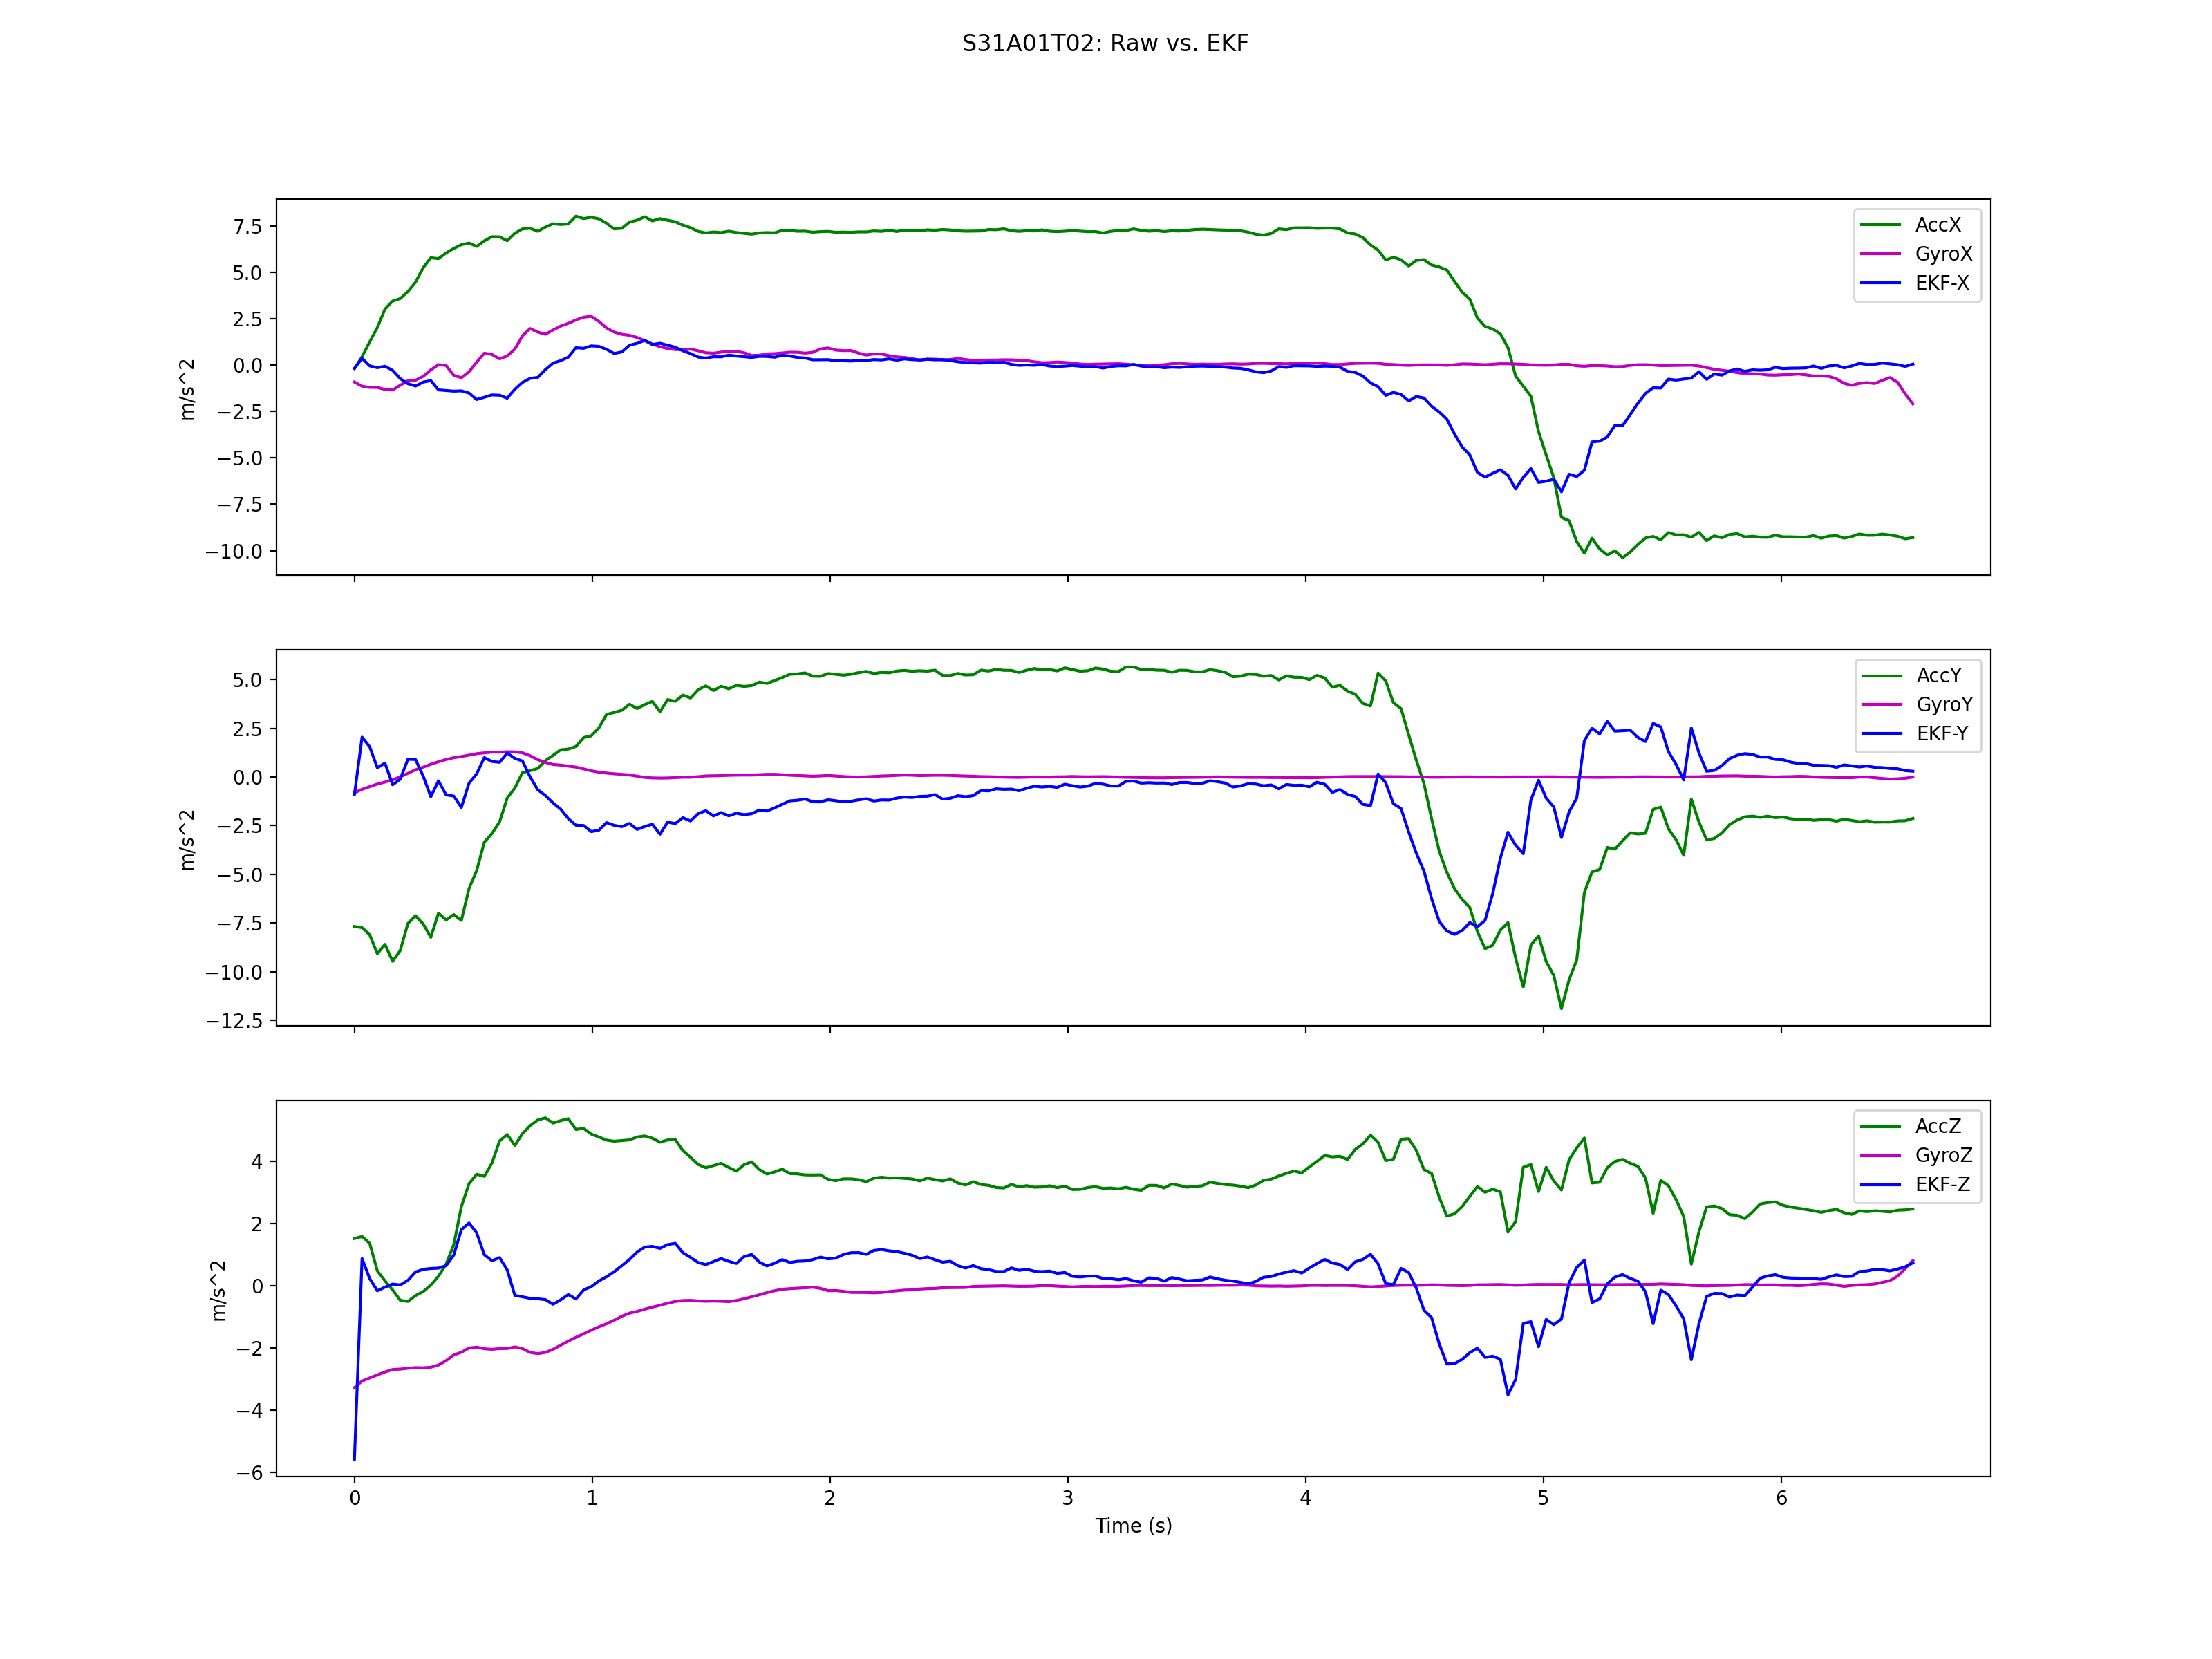 S31A01T02: Raw vs. EKF
7.5
5.0
2.5
0.0
−2.5
−5.0
−7.5
−10.0
m/s^2
AccX
GyroX
EKF-X
5.0
2.5
0.0
−2.5
−5.0
−7.5
−10.0
−12.5
m/s^2
AccY
GyroY
EKF-Y
4
2
0
−2
−4
−6
m/s^2
AccZ
GyroZ
EKF-Z
0 1 2 3 4 5 6
Time (s)